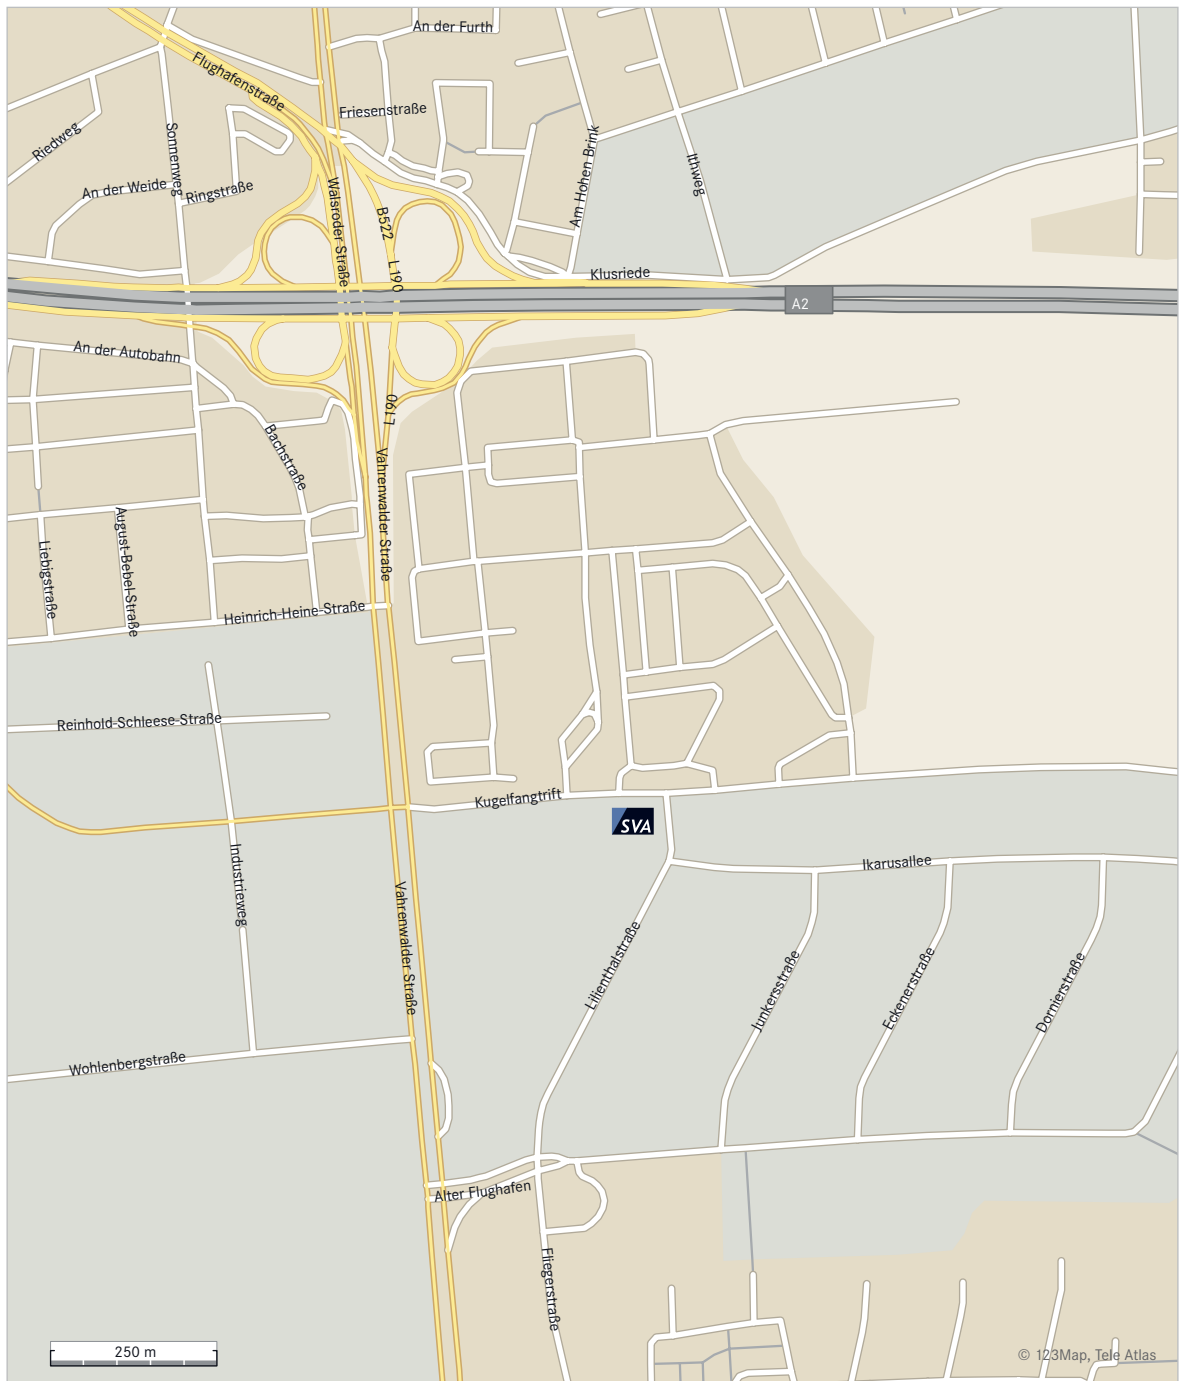 An der Furth
Flughafenstraße
Friesenstraße
Riedweg
Sonnenweg
Am Hohen Brink
Ithweg
An der Weide
Ringstraße
Walsroder Straße
B522
L 190
Klusriede
A2
An der Autobahn
L 190
Bachstraße
Vahrenwalder Straße
August-Bebel-Straße
Liebigstraße
Heinrich-Heine-Straße
Reinhold-Schleese-Straße
Kugelfangtrift
SVA
Industrieweg
Ikarusallee
Vahrenwalder Straße
Lilienthalstraße
Junkersstraße
Eckenerstraße
Dornierstraße
Wohlenbergstraße
Alter Flughafen
Fliegerstraße
250 m
© 123Map, Tele Atlas